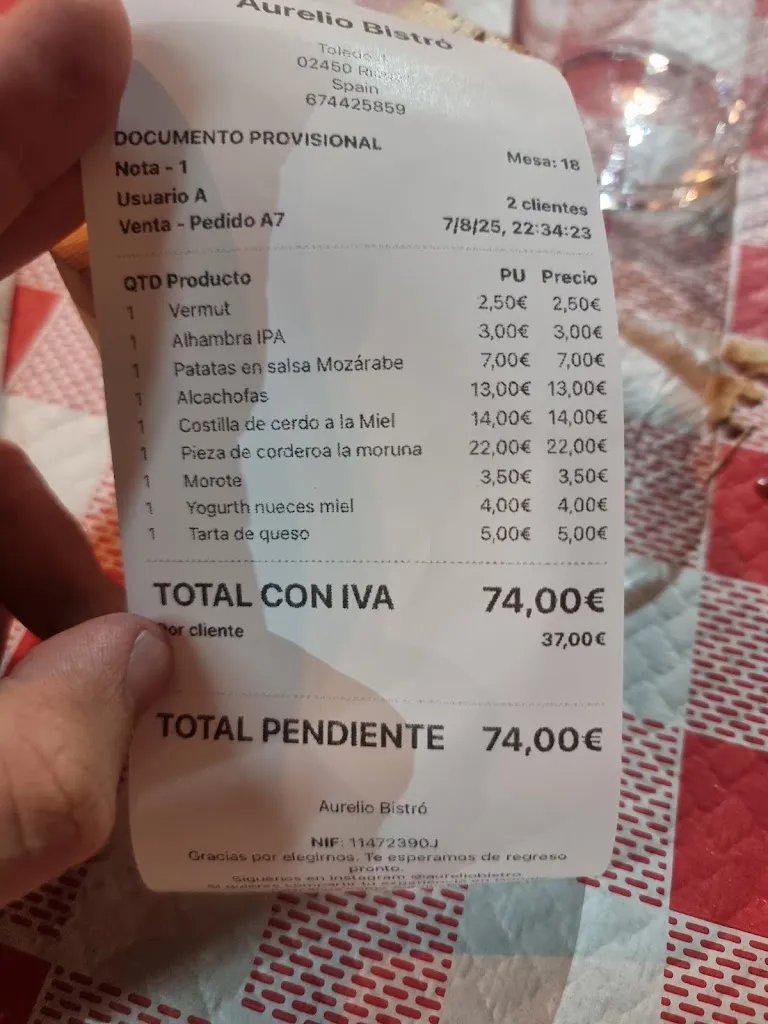 Aurelio Bistró
Toledo 1
02450
Spain
674425859
DOCUMENTO PROVISIONAL
Nota - 1 Mesa: 18
Usuario A 2 clientes
Venta - Pedido A7 7/8/25, 22:34:23
QTD Producto PU Precio
1 Vermut 2,50€ 2,50€
1 Alhambra IPA 3,00€ 3,00€
1 Patatas en salsa Mozárabe 7,00€ 7,00€
1 Alcachofas 13,00€ 13,00€
1 Costilla de cerdo a la Miel 14,00€ 14,00€
1 Pieza de corderoa la moruna 22,00€ 22,00€
1 Morote 3,50€ 3,50€
1 Yogurth nueces miel 4,00€ 4,00€
1 Tarta de queso 5,00€ 5,00€
TOTAL CON IVA 74,00€
Por cliente 37,00€
TOTAL PENDIENTE 74,00€
Aurelio Bistró
NIF: 11472390J
Gracias por elegirnos. Te esperamos de regreso
pronto.
Siguenos en instagram @aureliobistro